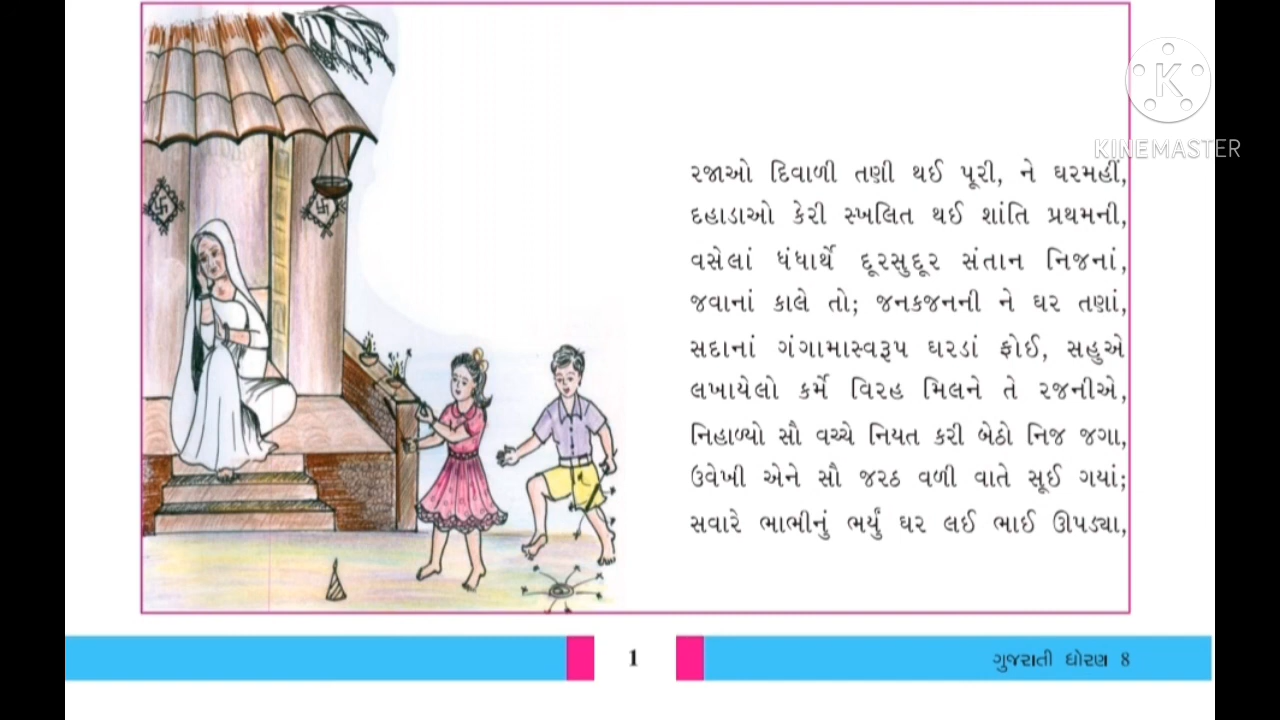 KINEMASTER
રજાઓ દિવાળી તણી થઈ પૂરી, ને ઘરમહીં,
દહાડાઓ કેરી સ્ખલિત થઈ શાંતિ પ્રથમની,
વસેલાં ધંધાર્થે દૂરસુદૂર સંતાન નિજનાં,
જવાનાં કાલે તો; જનકજનની ને ઘર તણાં,
સદાનાં ગંગામાસ્વરૂપ ઘરડાં ફોઈ, સહુએ
લખાયેલો કર્મે વિરહ મિલને તે રજનીએ,
નિહાળ્યો સૌ વચ્ચે નિયત કરી બેઠો નિજ જગા,
ઉવેખી એને સૌ જરઠ વળી વાતે સૂઈ ગયાં;
સવારે ભાભીનું ભર્યું ઘર લઈ ભાઈ ઊપડ્યા,
1
ગુજરાતી ધોરણ 8